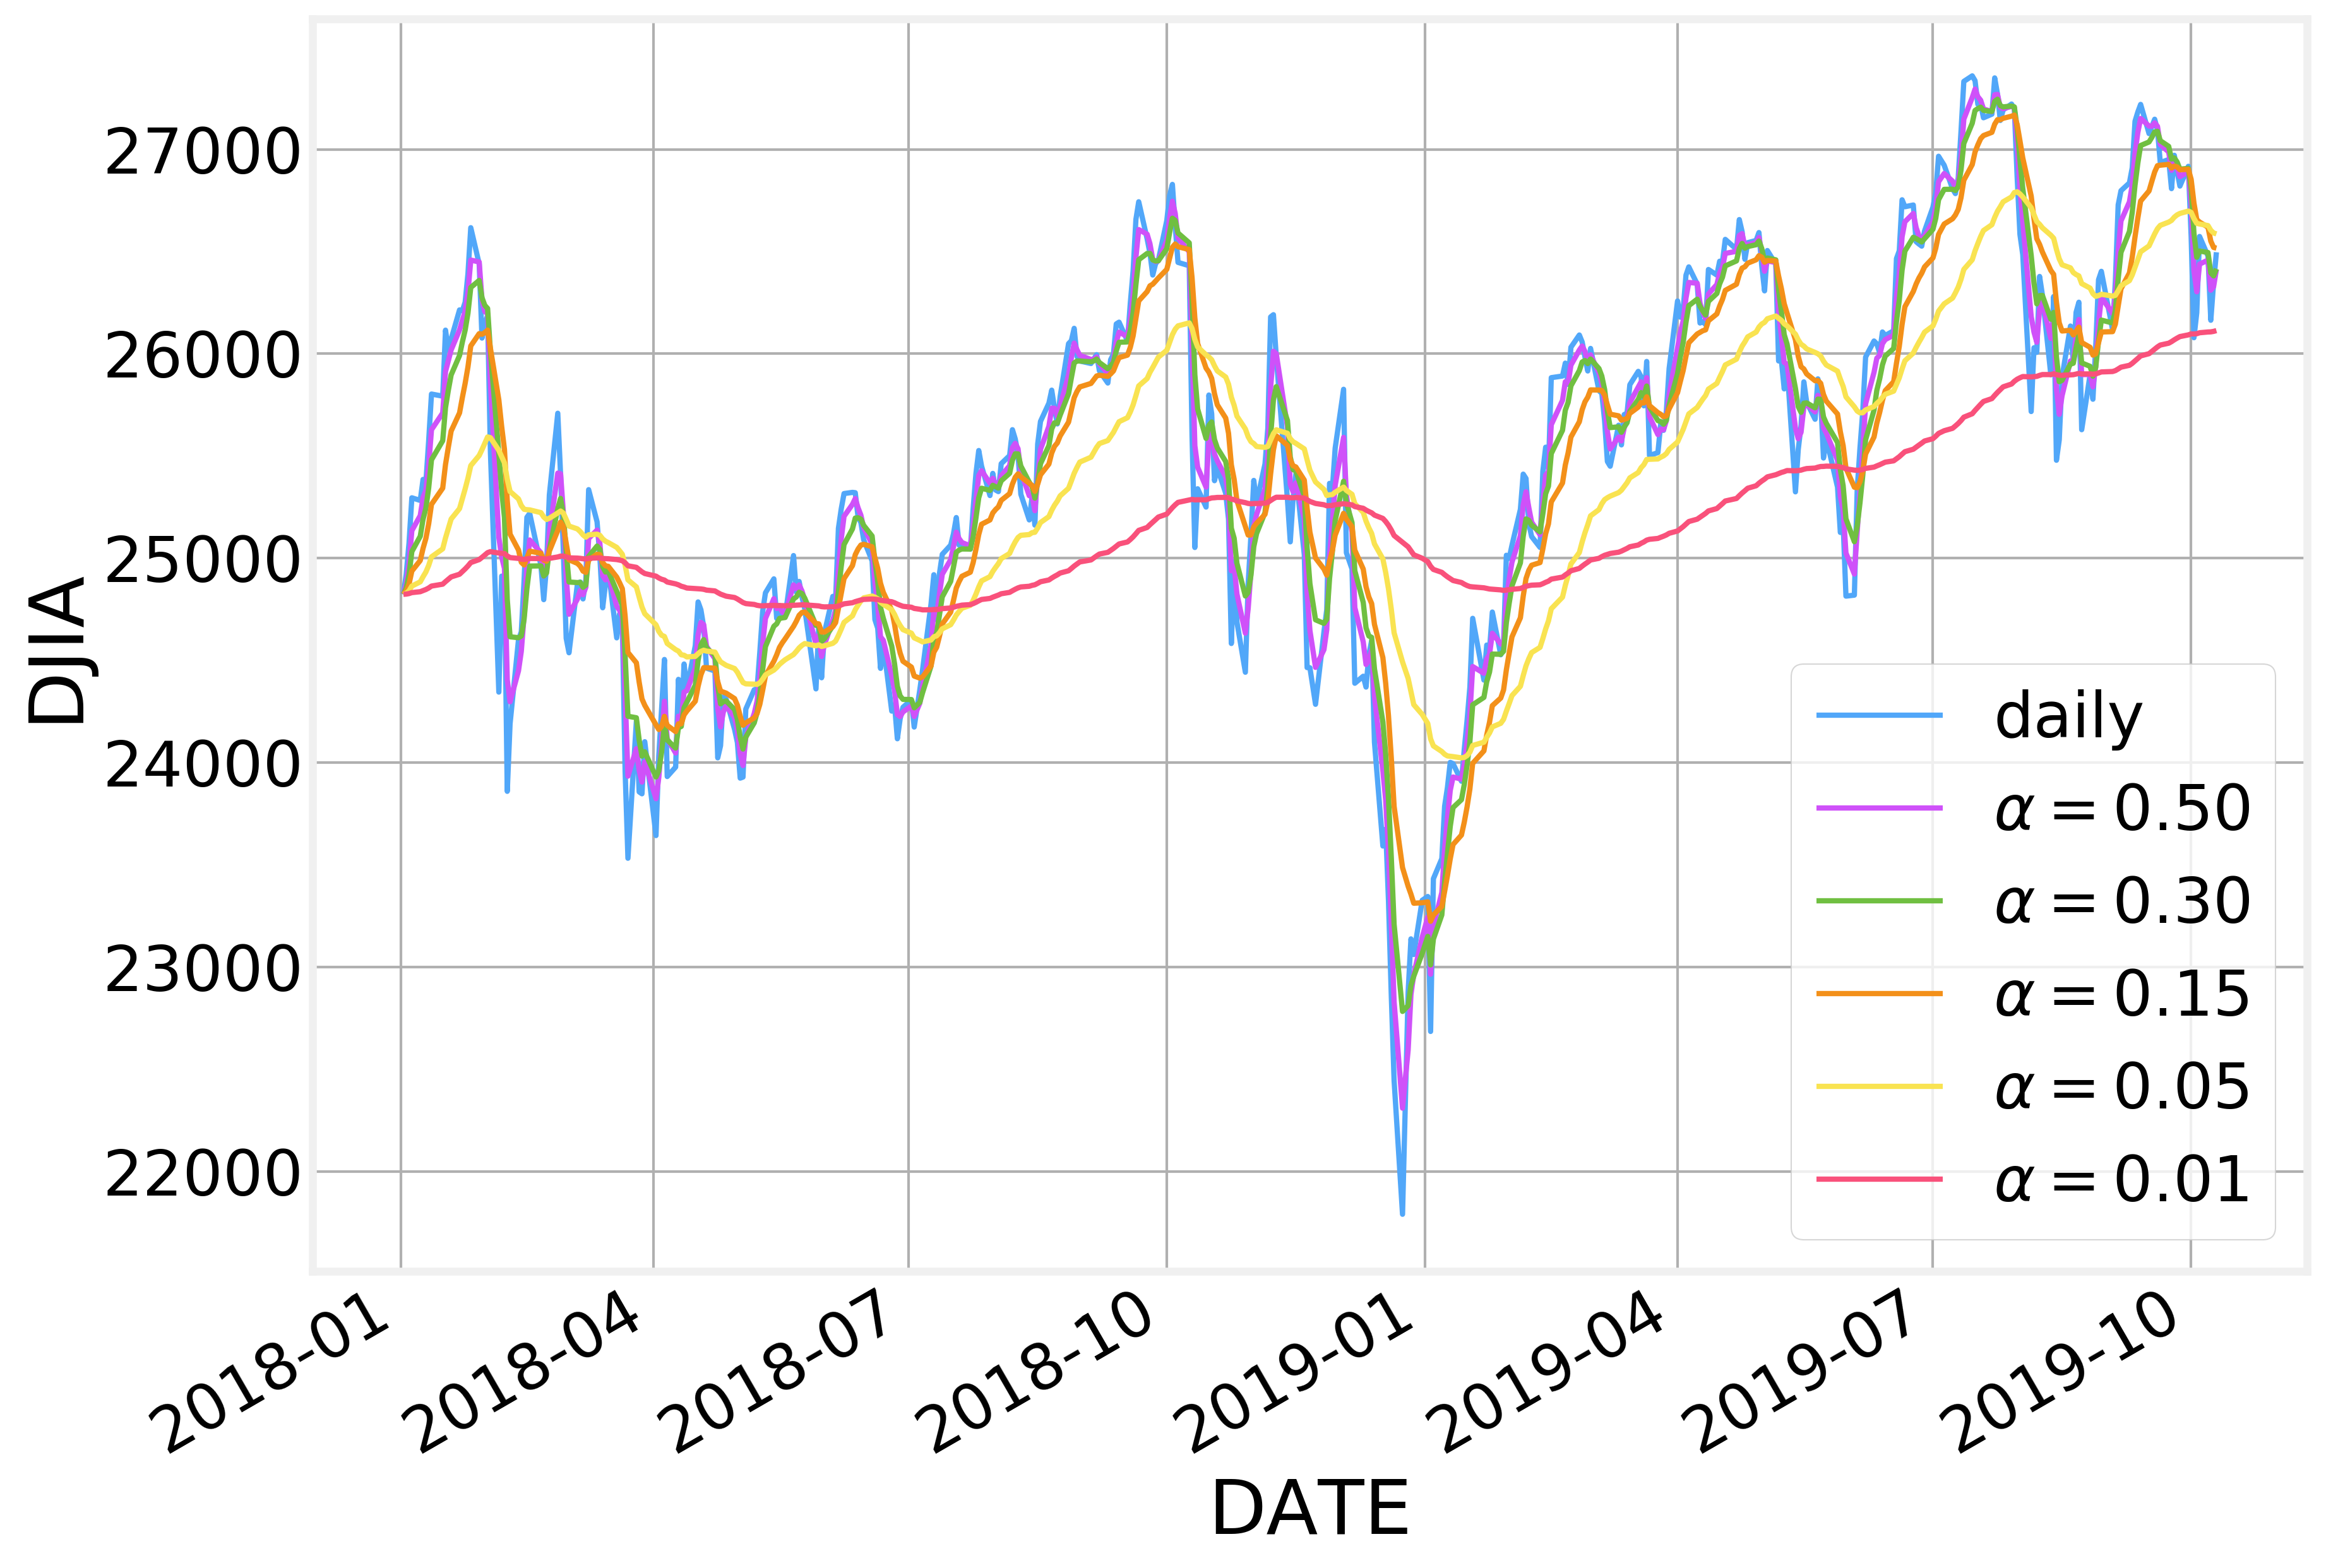 DJIA
27000
26000
25000
24000
23000
22000
2018-01
2018-04
2018-07
2018-10
2019-01
2019-04
2019-07
2019-10
DATE
daily
α = 0.50
α = 0.30
α = 0.15
α = 0.05
α = 0.01